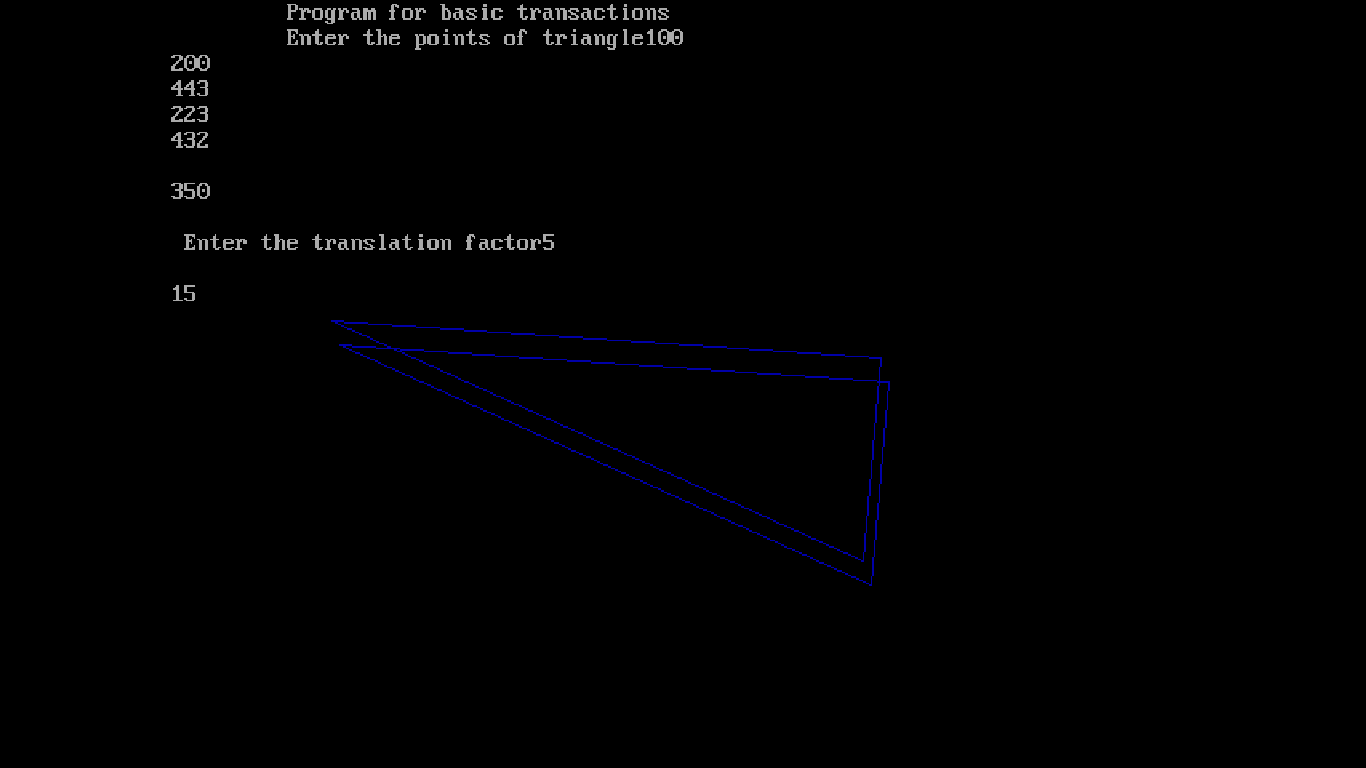 Program for basic transactions
Enter the points of triangle100
200
443
223
432
350
Enter the translation factor5
15